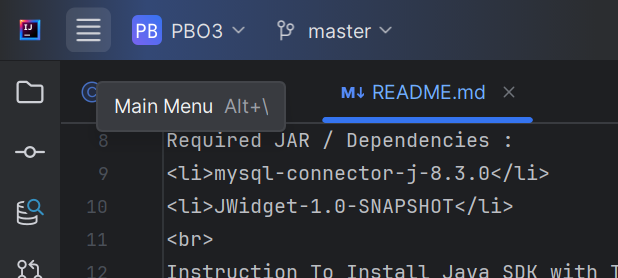 IJ
PB PBO3 master
Main Menu Alt+\
M↓ README.md
8 Required JAR / Dependencies :
9 <li>mysql-connector-j-8.3.0</li>
10 <li>JWidget-1.0-SNAPSHOT</li>
11 <br>
12 Instruction To Install Java SDK with T